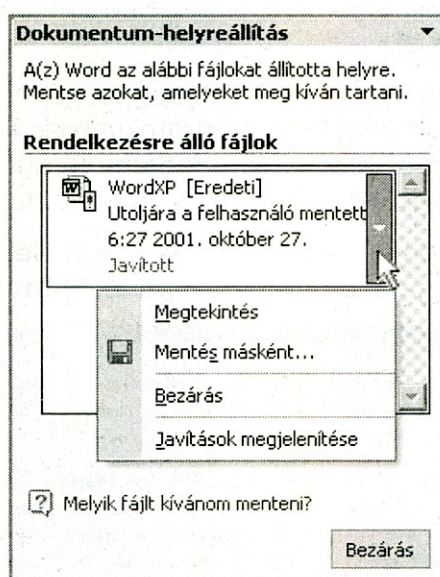 Dokumentum-helyreállítás
A(z) Word az alábbi fájlokat állította helyre.
Mentse azokat, amelyeket meg kíván tartani.
Rendelkezésre álló fájlok
WordXP [Eredeti]
Utoljára a felhasználó mentett
6:27 2001. október 27.
Javított
Megtekintés
Mentés másként...
Bezárás
Javítások megjelenítése
Melyik fájlt kívánom menteni?
Bezárás